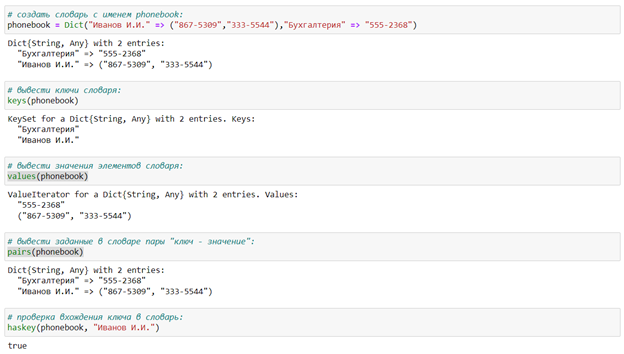 # создать словарь с именем phonebook:
phonebook = Dict("Иванов И.И." => ("867-5309","333-5544"),"Бухгалтерия" => "555-2368")
Dict{String, Any} with 2 entries:
"Бухгалтерия" => "555-2368"
"Иванов И.И." => ("867-5309", "333-5544")
# вывести ключи словаря:
keys(phonebook)
KeySet for a Dict{String, Any} with 2 entries. Keys:
"Бухгалтерия"
"Иванов И.И."
# вывести значения элементов словаря:
values(phonebook)
ValueIterator for a Dict{String, Any} with 2 entries. Values:
"555-2368"
("867-5309", "333-5544")
# вывести заданные в словаре пары "ключ - значение":
pairs(phonebook)
Dict{String, Any} with 2 entries:
"Бухгалтерия" => "555-2368"
"Иванов И.И." => ("867-5309", "333-5544")
# проверка вхождения ключа в словарь:
haskey(phonebook, "Иванов И.И.")
true